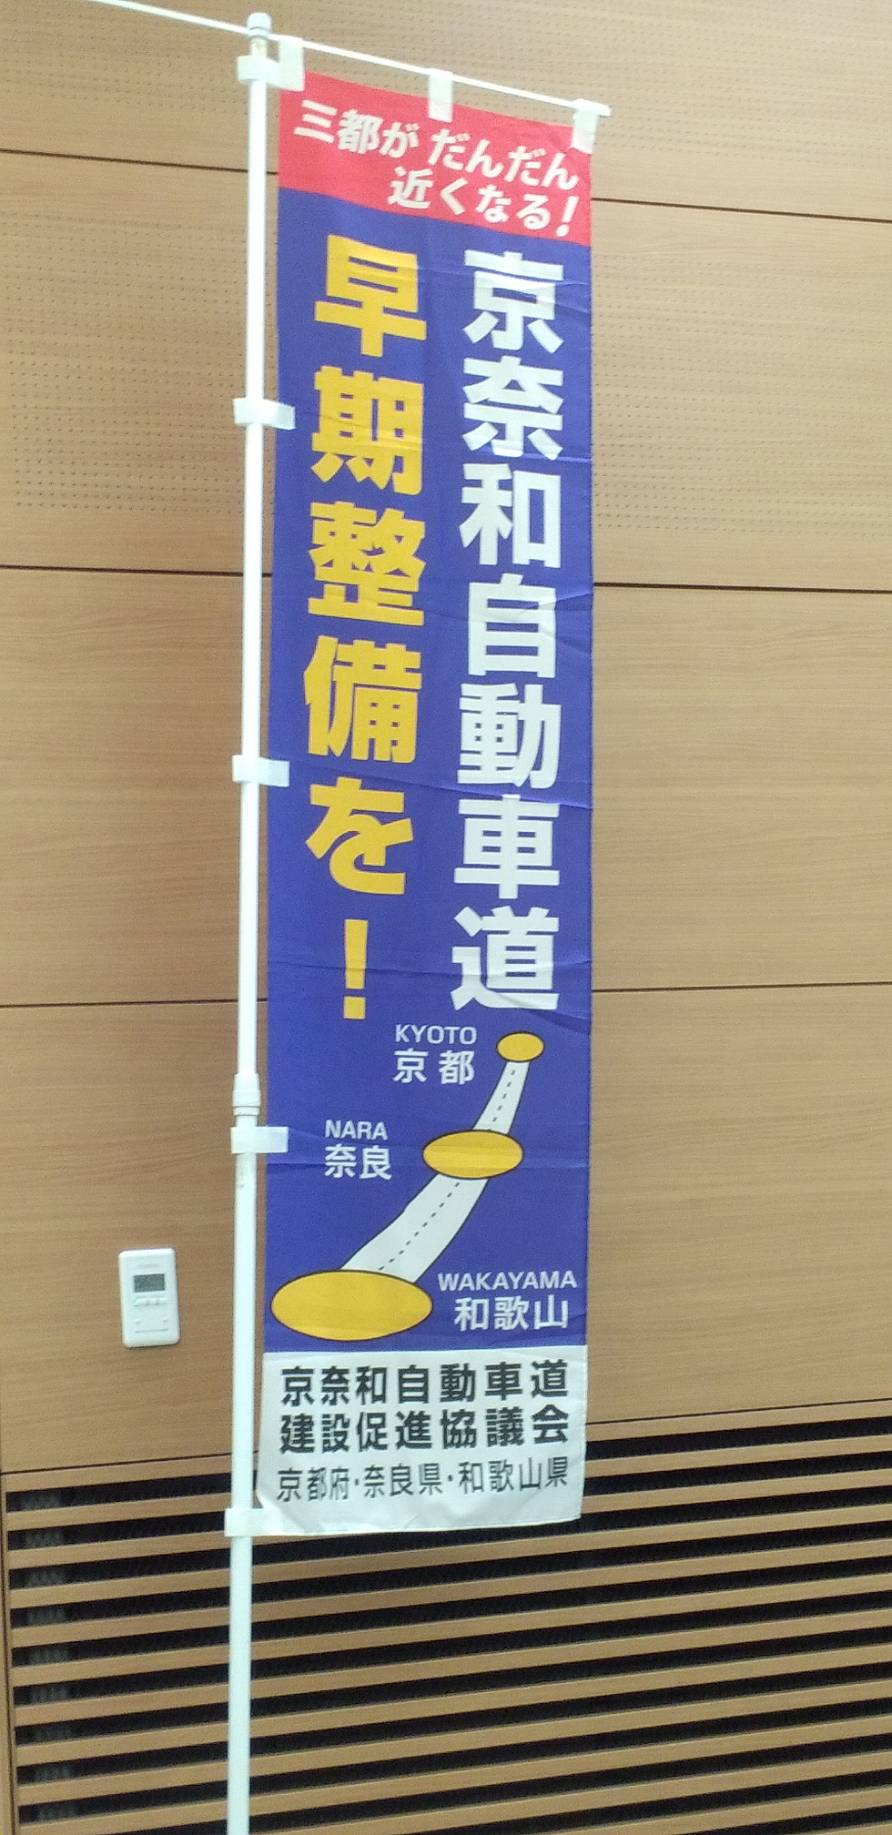 三都が だんだん
近くなる!
京奈和自動車道
早期整備を!
KYOTO
京都
NARA
奈良
WAKAYAMA
和歌山
京奈和自動車道
建設促進協議会
京都府・奈良県・和歌山県